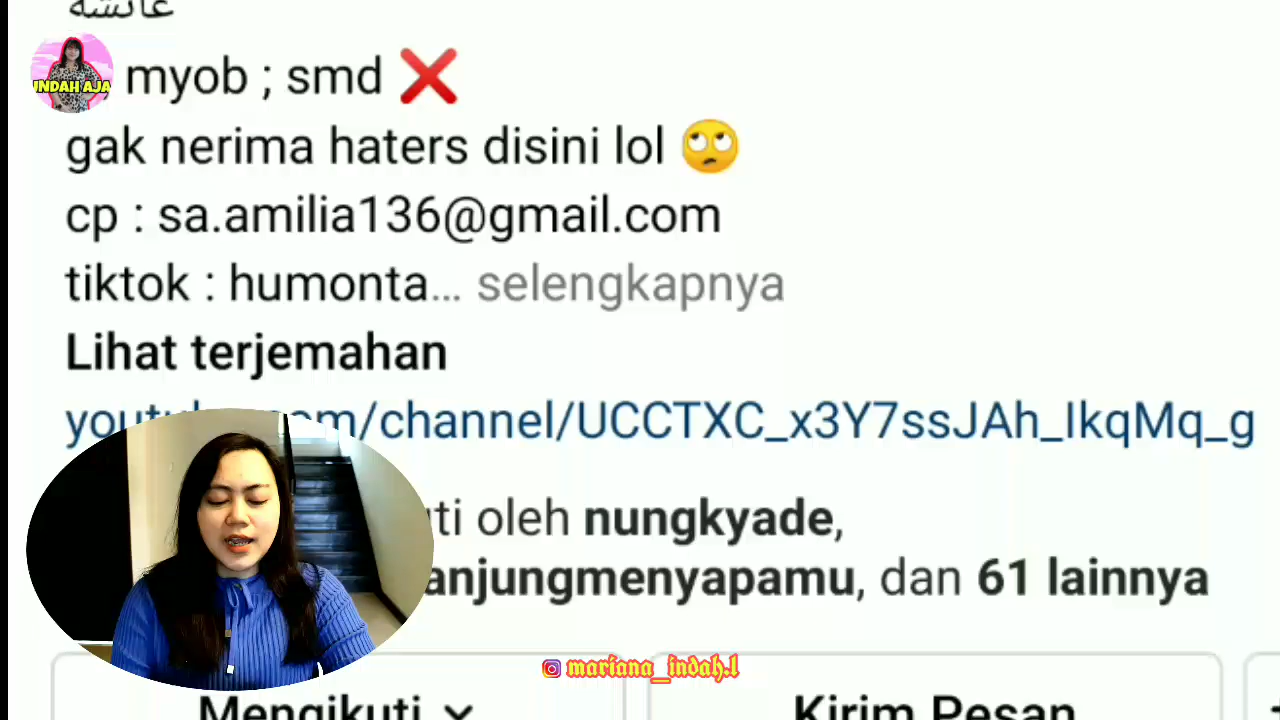 عائشة
INDAH AJA
myob ; smd ❌
gak nerima haters disini lol 🙄
cp : sa.amilia136@gmail.com
tiktok : humonta... selengkapnya
Lihat terjemahan
/channel/UCCTXC_x3Y7ssJAh_IkqMq_g
oleh nungkyade,
dan 61 lainnya
mariana_indah.l
Mengikuti
Kirim Pesan